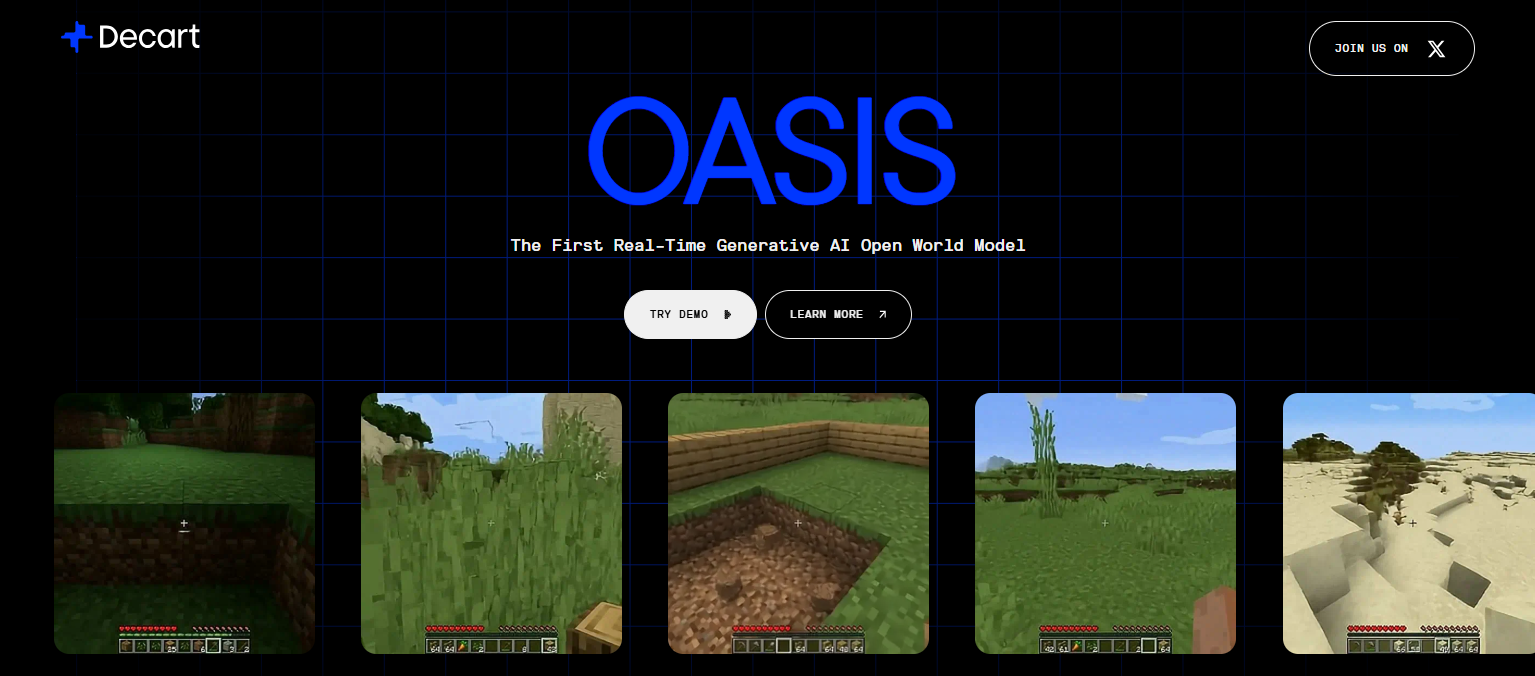 Decart
JOIN US ON X
OASIS
The First Real-Time Generative AI Open World Model
TRY DEMO
LEARN MORE